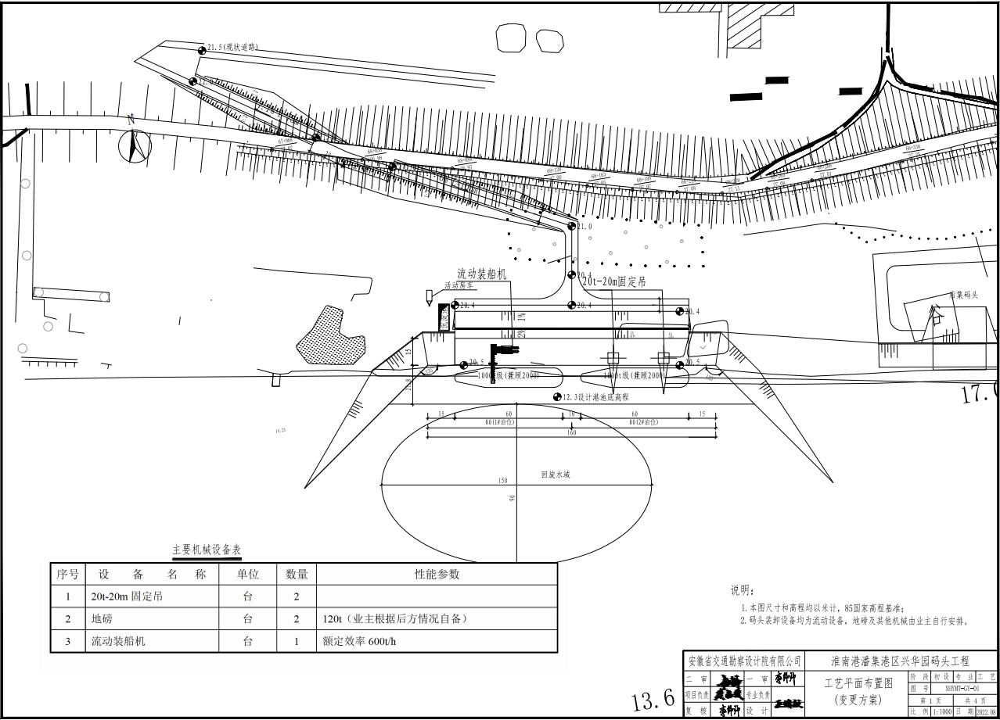 21.5(现状道路)
N
21.0
流动装船机
活动房车
20t-20m固定吊
20.4
20.4
20.4
20.4
1%
2%
店集码头
15
20.5
20.5
1000t级(兼顾2000)
1000t级(兼顾2000)
12.3设计港池底高程
15
60
10
60
15
80(1#泊位)
80(2#泊位)
160
14.23
150
回旋水域
90
主要机械设备表
序号 设 备 名 称 单位 数量 性能参数
1 20t-20m 固定吊 台 2
2 地磅 台 2 120t（业主根据后方情况自备）
3 流动装船机 台 1 额定效率 600t/h
说明：
1.本图尺寸和高程均以米计，85国家高程基准；
2.码头装卸设备均为流动设备，地磅及其他机械由业主自行安排。
13.6
安徽省交通勘察设计院有限公司 淮南港潘集港区兴华园码头工程
二 审 一 审
项目负责 专业负责
复 核 设 计
工艺平面布置图
(变更方案)
阶 段 初 设 专 业 工 艺
图 号 XHYMT-GY-01
第 1 页 共 4 页
比 例 1:1000 日 期 2022.08